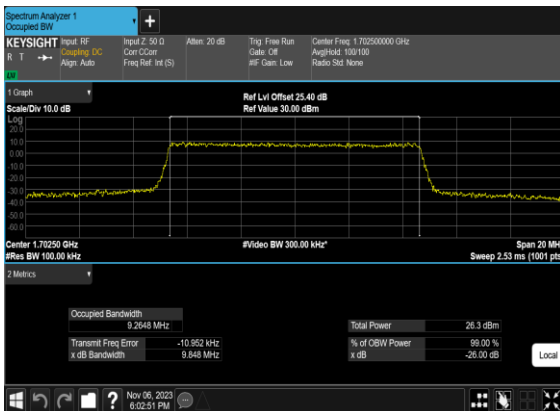 Spectrum Analyzer 1
Occupied BW
+
KEYSIGHT
R T
LV
Input: RF
Coupling: DC
Align: Auto
Input Z: 50 Ω
Corr CCorr
Freq Ref: Int (S)
Atten: 20 dB
Trig: Free Run
Gate: Off
#IF Gain: Low
Center Freq: 1.702500000 GHz
Avg|Hold: 100/100
Radio Std: None
1 Graph
Scale/Div 10.0 dB
Ref Lvl Offset 25.40 dB
Ref Value 30.00 dBm
Log
20.0
10.0
0.00
-10.0
-20.0
-30.0
-40.0
-50.0
-60.0
Center 1.70250 GHz
#Res BW 100.00 kHz
#Video BW 300.00 kHz*
Span 20 MH
Sweep 2.53 ms (1001 pts
2 Metrics
Occupied Bandwidth
9.2648 MHz
Transmit Freq Error -10.952 kHz
x dB Bandwidth 9.848 MHz
Total Power 26.3 dBm
% of OBW Power 99.00 %
x dB -26.00 dB
Local
?
Nov 06, 2023
6:02:51 PM